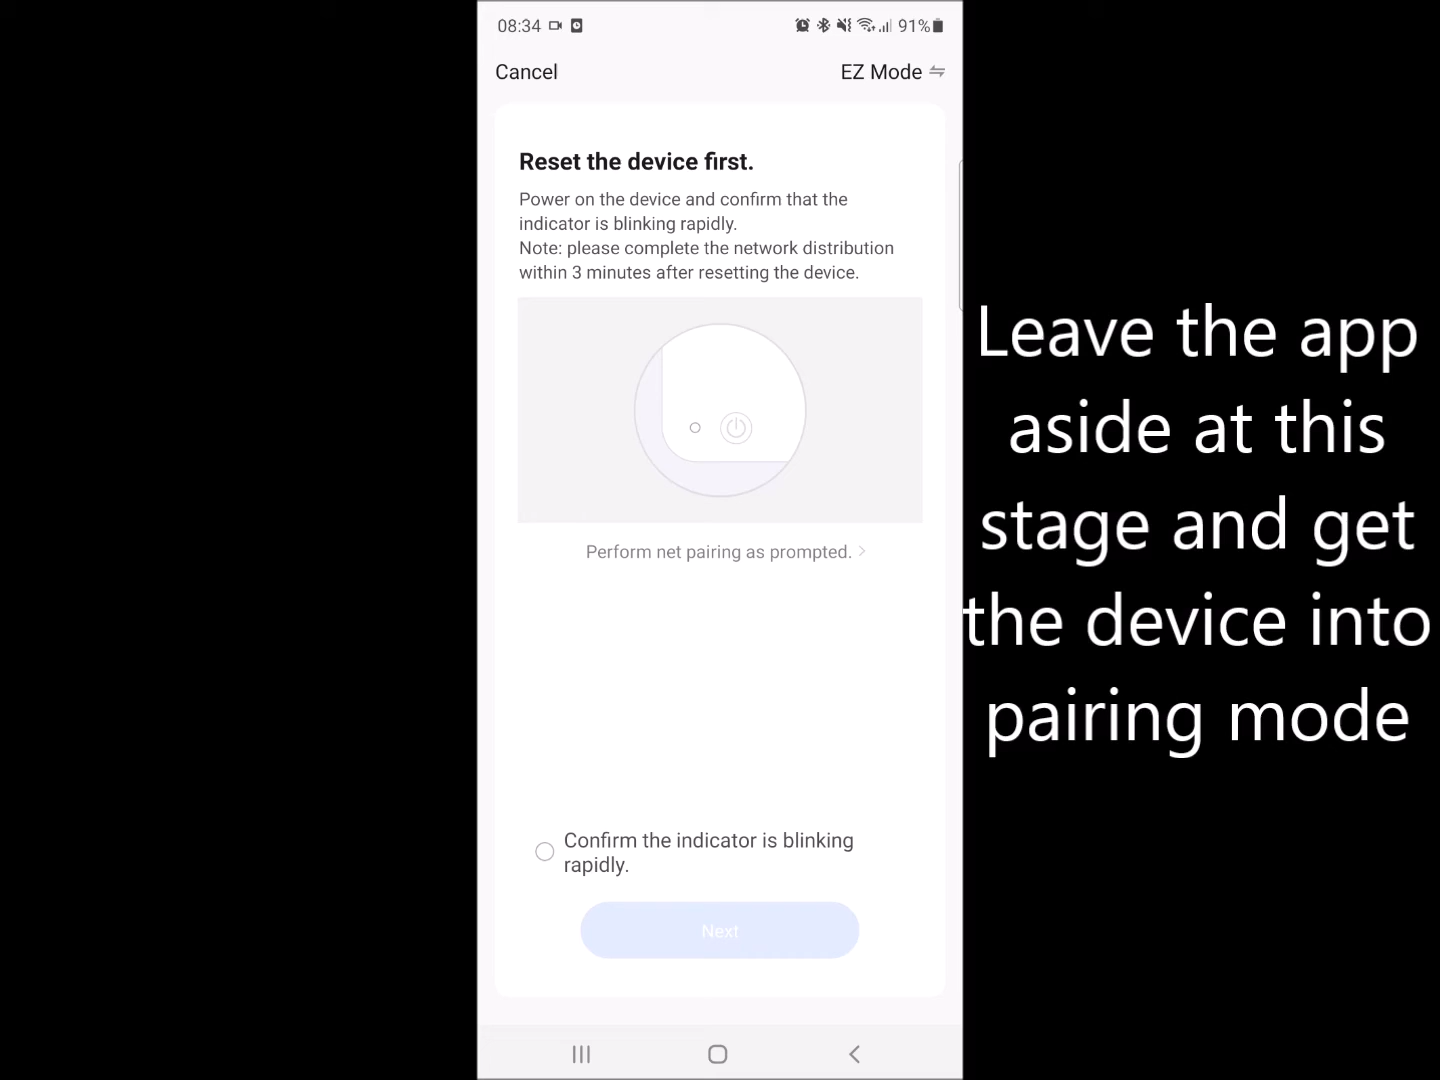 08:34
91%
Cancel
EZ Mode
Reset the device first.
Power on the device and confirm that the
indicator is blinking rapidly.
Note: please complete the network distribution
within 3 minutes after resetting the device.
Perform net pairing as prompted.
Confirm the indicator is blinking
rapidly.
Next
Leave the app
aside at this
stage and get
the device into
pairing mode